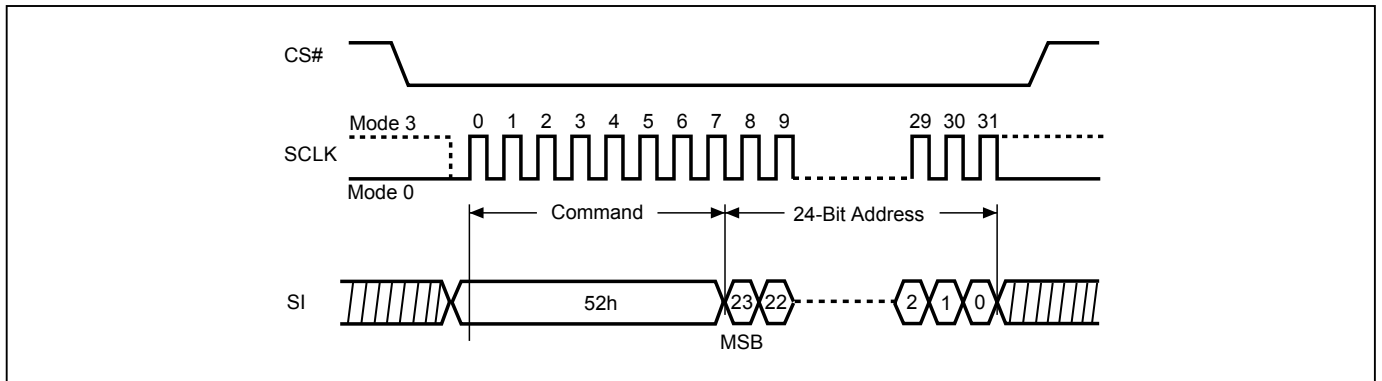 CS#
Mode 3
0 1 2 3 4 5 6 7 8 9 29 30 31
SCLK
Mode 0
Command 24-Bit Address
SI 52h 23 22 2 1 0
MSB